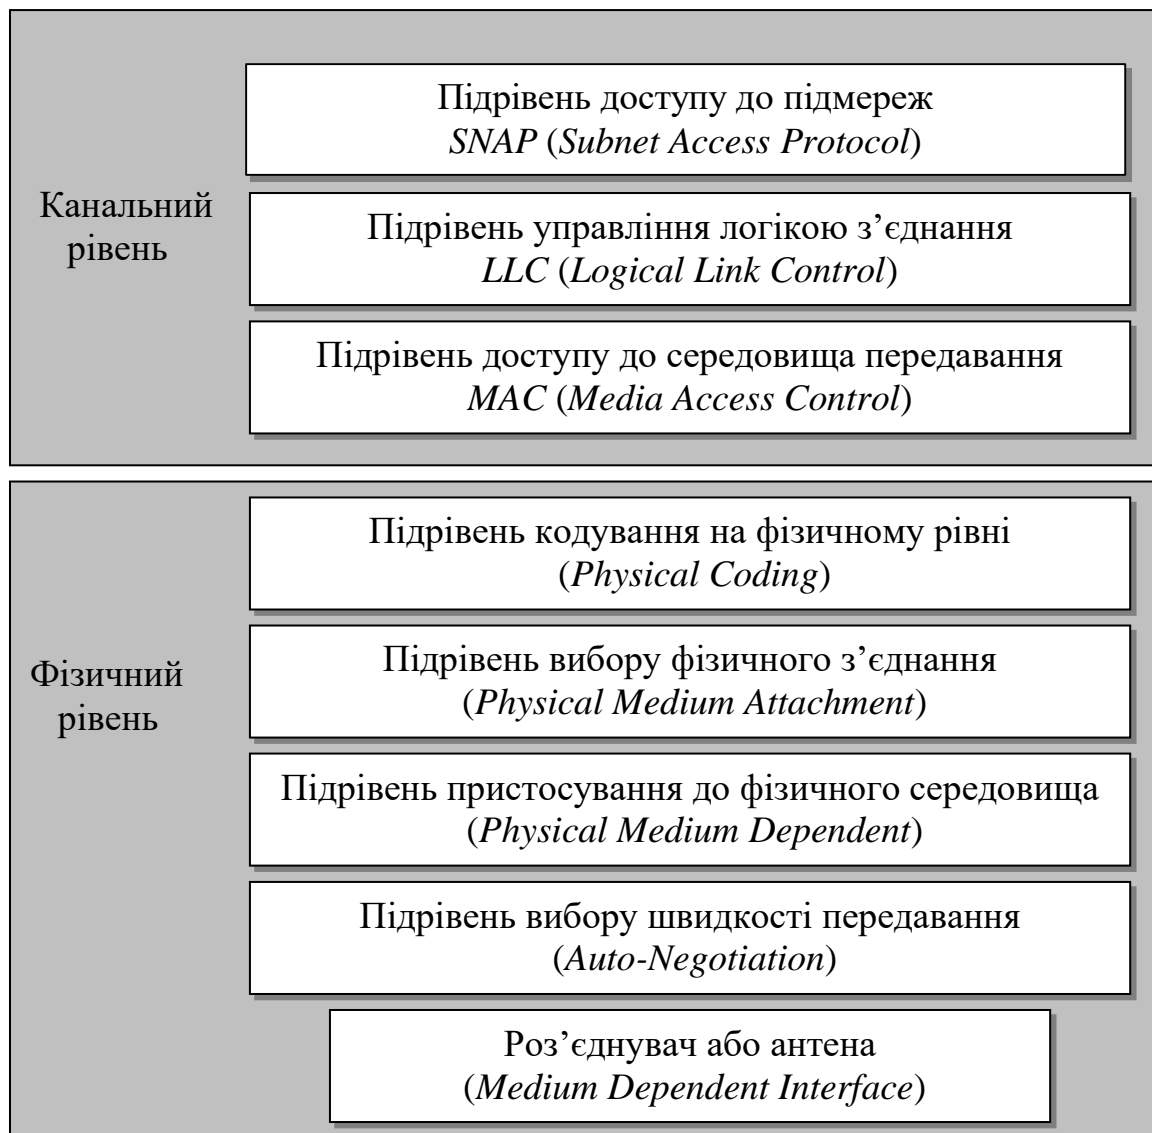 Підрівень доступу до підмереж
SNAP (Subnet Access Protocol)
Канальний
рівень
Підрівень управління логікою з’єднання
LLC (Logical Link Control)
Підрівень доступу до середовища передавання
MAC (Media Access Control)
Підрівень кодування на фізичному рівні
(Physical Coding)
Фізичний
рівень
Підрівень вибору фізичного з’єднання
(Physical Medium Attachment)
Підрівень пристосування до фізичного середовища
(Physical Medium Dependent)
Підрівень вибору швидкості передавання
(Auto-Negotiation)
Роз’єднувач або антена
(Medium Dependent Interface)